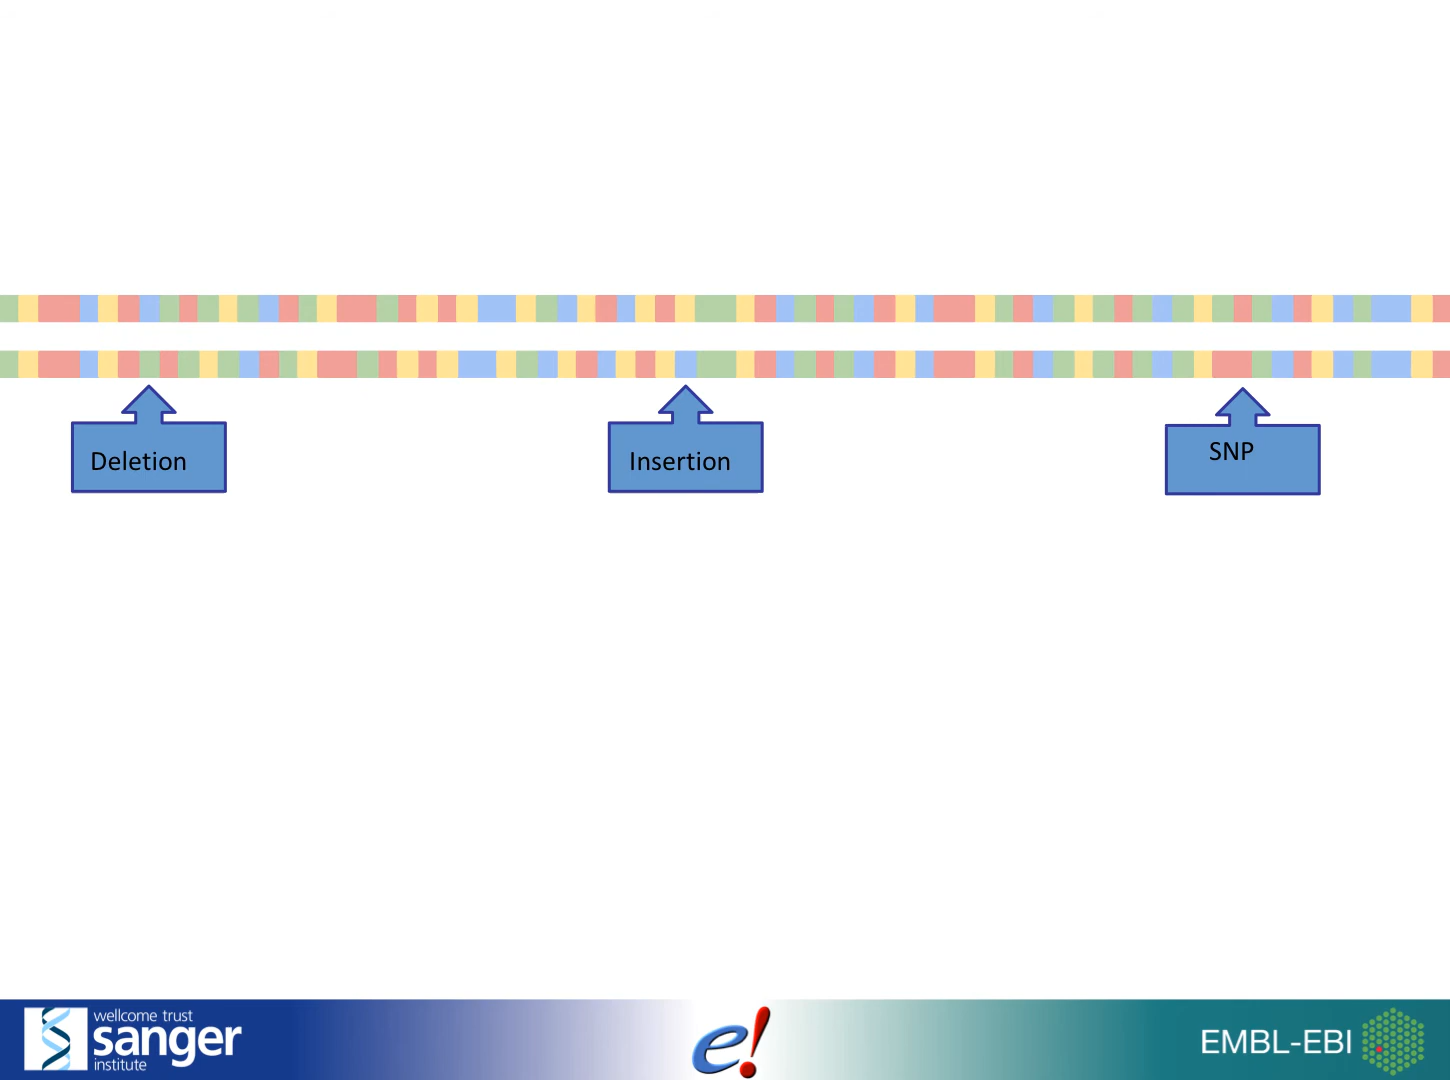 Deletion
Insertion
SNP
wellcome trust
sanger
institute
e!
EMBL-EBI